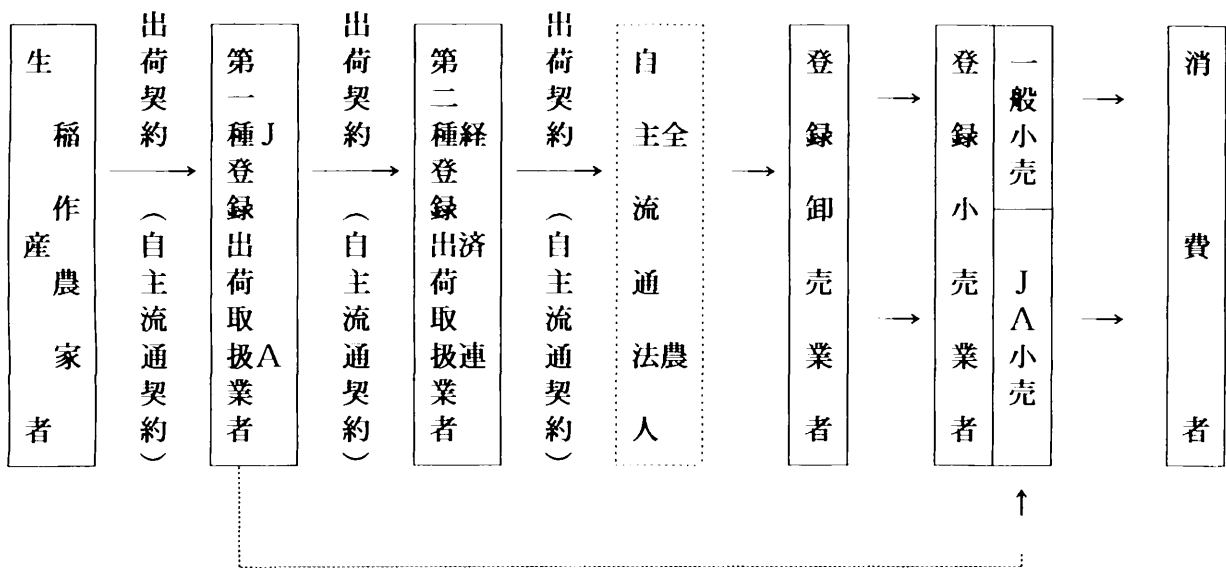 生産者
稲作農家
出荷契約(自主流通契約)
第一種登録出荷取扱業者
JA
出荷契約(自主流通契約)
第二種登録出荷取扱業者
経済連
出荷契約(自主流通契約)
自主流通法人
全農
登録卸売業者
登録小売業者
一般小売
JA小売
消費者